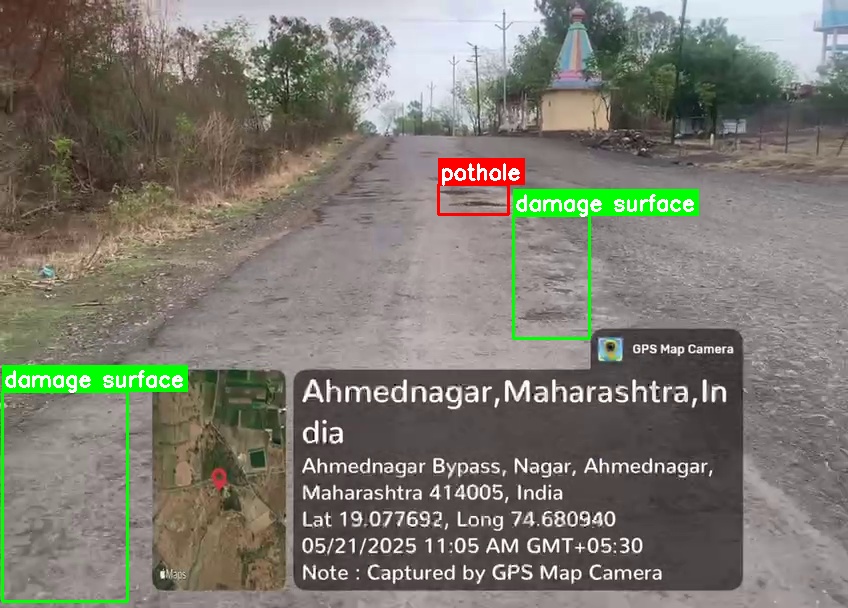 pothole
damage surface
damage surface
GPS Map Camera
Ahmednagar,Maharashtra,In
dia
Ahmednagar Bypass, Nagar, Ahmednagar,
Maharashtra 414005, India
Lat 19.077692, Long 74.680940
05/21/2025 11:05 AM GMT+05:30
Note : Captured by GPS Map Camera
Maps